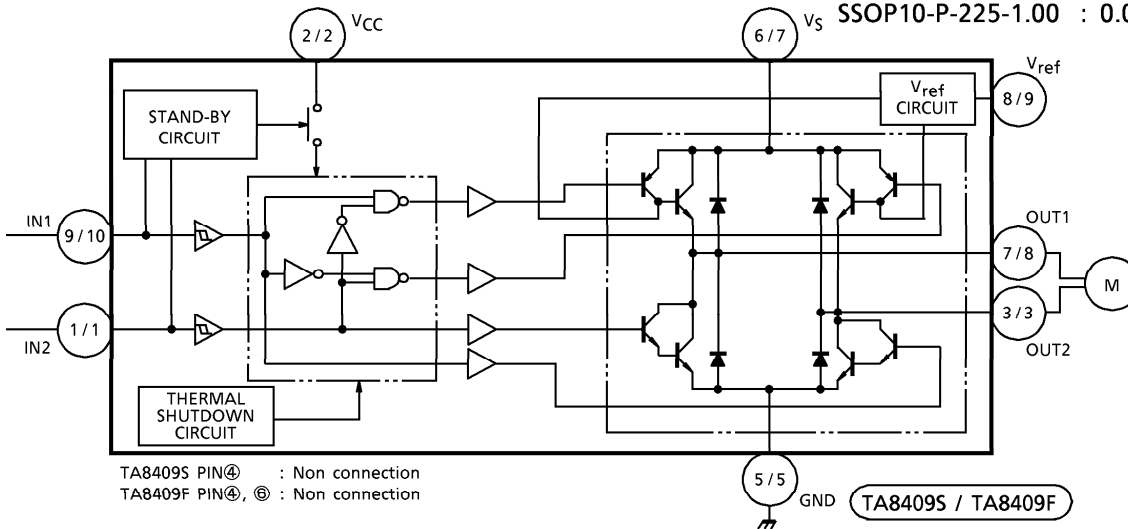 SSOP10-P-225-1.00 : 0.0
VCC
2 / 2
VS
6 / 7
Vref
8 / 9
Vref
CIRCUIT
STAND-BY
CIRCUIT
IN1
9 / 10
OUT1
7 / 8
M
1 / 1
IN2
3 / 3
OUT2
THERMAL
SHUTDOWN
CIRCUIT
TA8409S PIN④ : Non connection
TA8409F PIN④, ⑥ : Non connection
5 / 5
GND
TA8409S / TA8409F